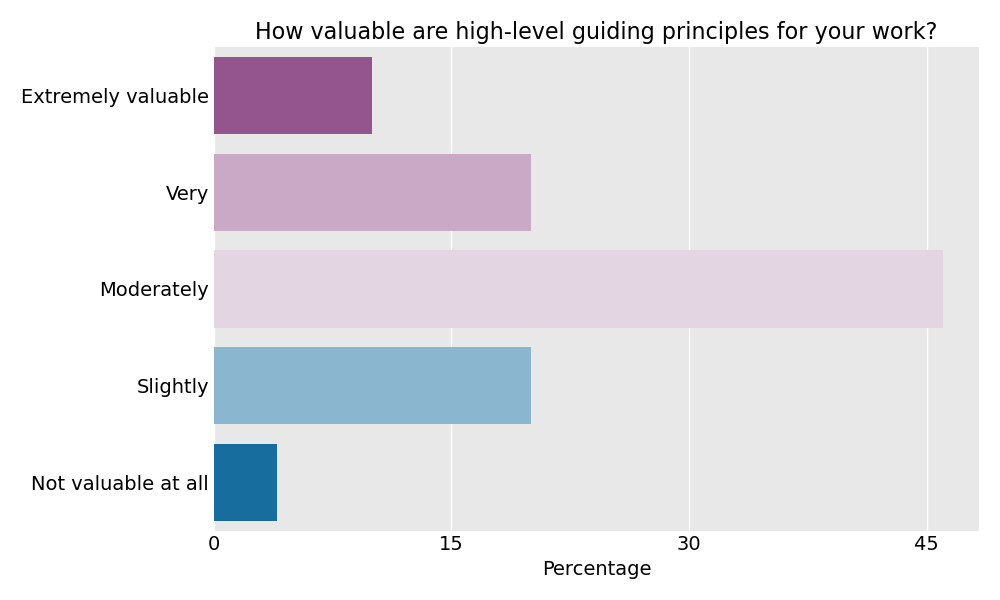 How valuable are high-level guiding principles for your work?
Extremely valuable
Very
Moderately
Slightly
Not valuable at all
0 15 30 45
Percentage